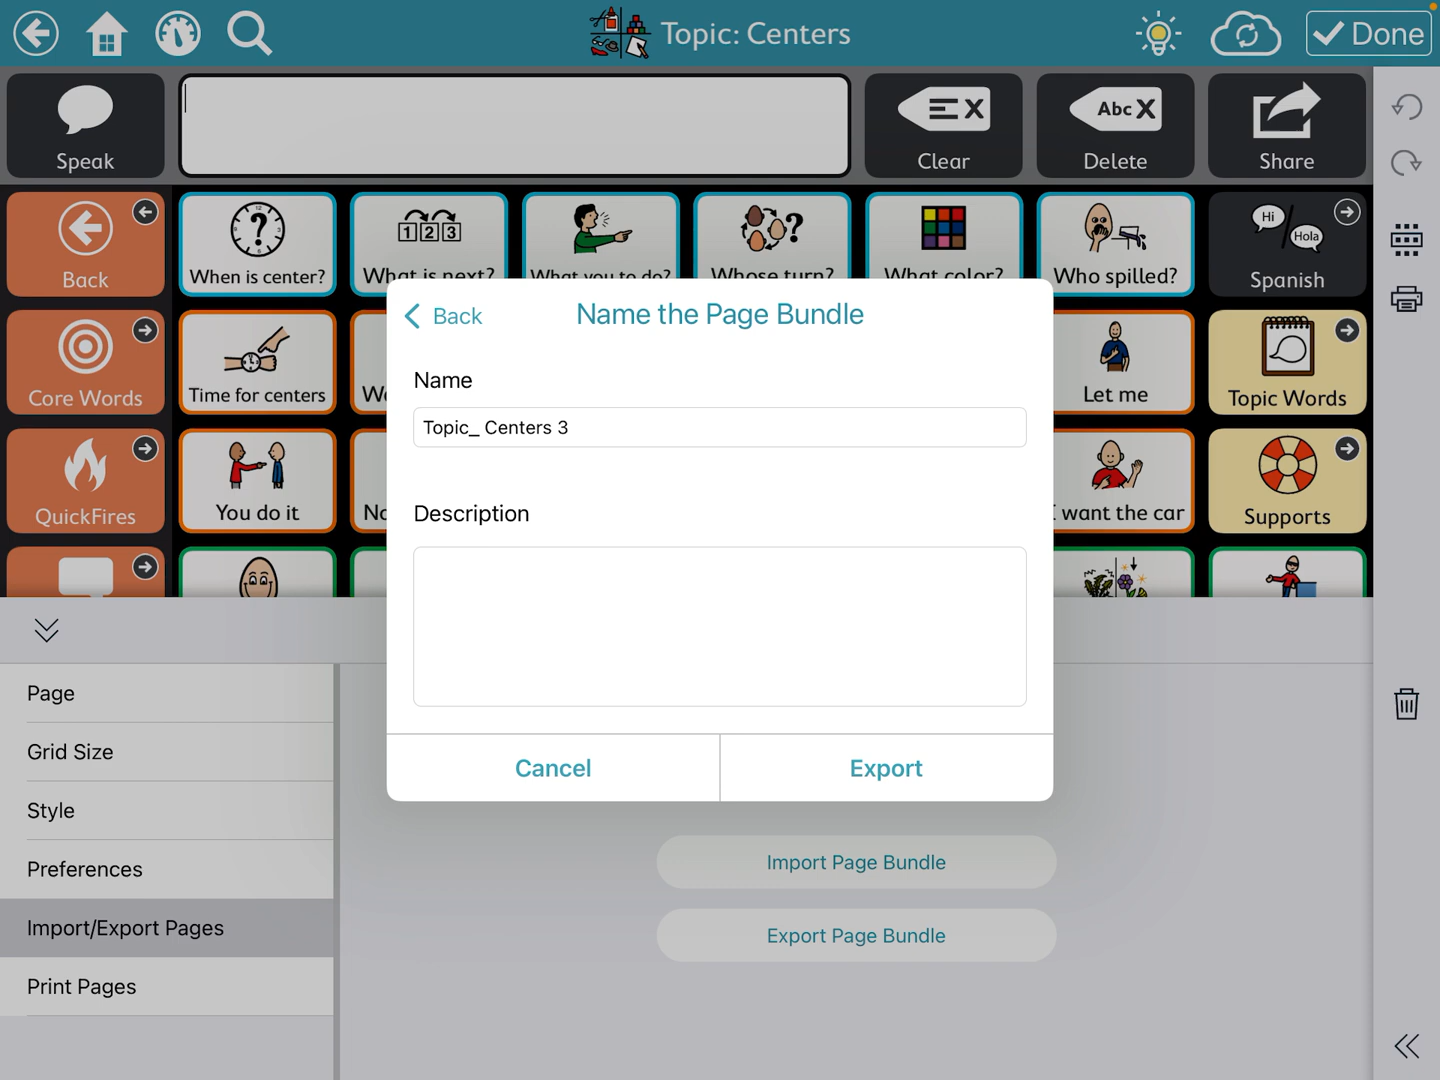 Topic: Centers
Done
Speak
Clear
Abc X
Delete
Share
Back
?
When is center?
1 2 3
What is next?
What you to do?
?
Whose turn?
What color?
Who spilled?
Hi
Hola
Spanish
Core Words
Time for centers
Let me
Topic Words
QuickFires
You do it
want the car
Supports
Back
Name the Page Bundle
Name
Topic_ Centers 3
Description
Cancel
Export
Page
Grid Size
Style
Preferences
Import/Export Pages
Print Pages
Import Page Bundle
Export Page Bundle